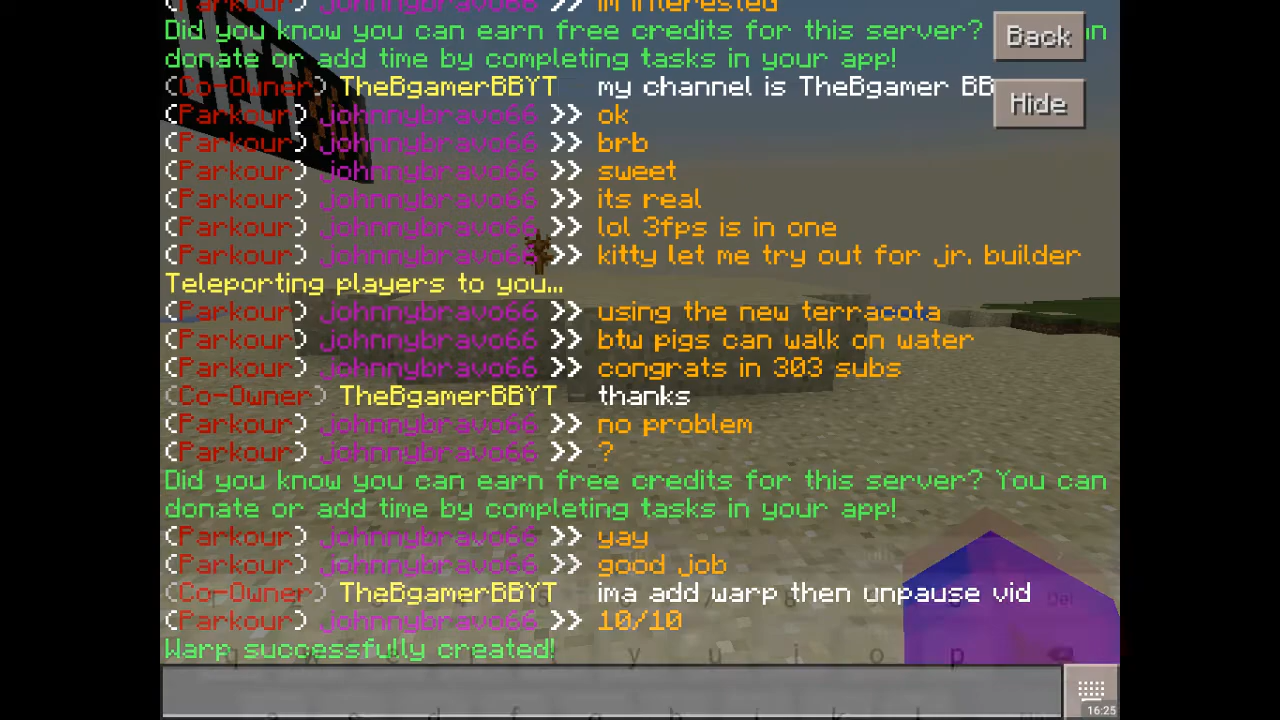 (Parkour) johnnybravo66 >> im interested
Did you know you can earn free credits for this server? You can
donate or add time by completing tasks in your app!
(Co-Owner) TheBgamerBBYT my channel is TheBgamer BB
(Parkour) johnnybravo66 >> ok
(Parkour) johnnybravo66 >> brb
(Parkour) johnnybravo66 >> sweet
(Parkour) johnnybravo66 >> its real
(Parkour) johnnybravo66 >> lol 3fps is in one
(Parkour) johnnybravo66 >> kitty let me try out for jr. builder
Teleporting players to you...
(Parkour) johnnybravo66 >> using the new terracota
(Parkour) johnnybravo66 >> btw pigs can walk on water
(Parkour) johnnybravo66 >> congrats in 303 subs
(Co-Owner) TheBgamerBBYT thanks
(Parkour) johnnybravo66 >> no problem
(Parkour) johnnybravo66 >> ?
Did you know you can earn free credits for this server? You can
donate or add time by completing tasks in your app!
(Parkour) johnnybravo66 >> yay
(Parkour) johnnybravo66 >> good job
(Co-Owner) TheBgamerBBYT ima add warp then unpause vid
(Parkour) johnnybravo66 >> 10/10
Warp successfully created!
Back
Hide
Del
y u i o p
16:25